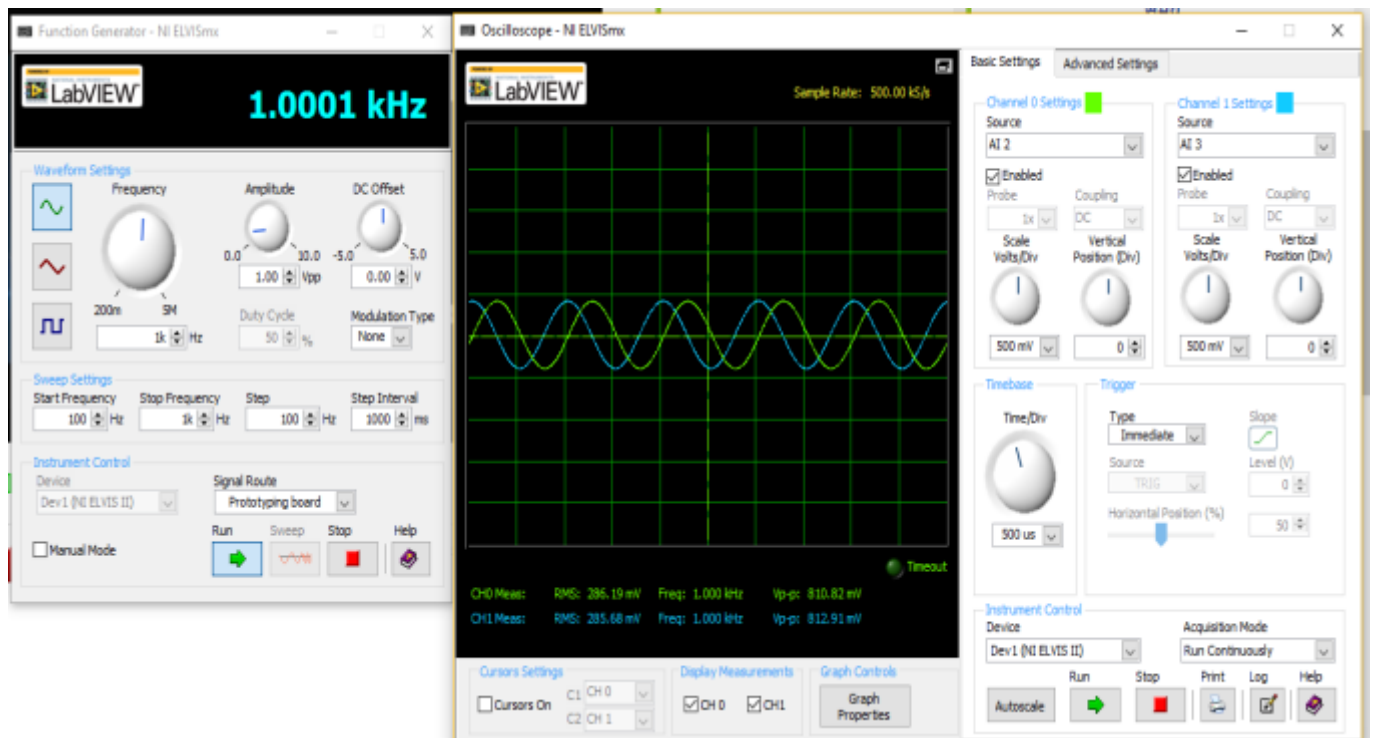 Function Generator - NI ELVISmx
LabVIEW
1.0001 kHz
Waveform Settings
Frequency
Amplitude
DC Offset
0.0 10.0
-5.0 5.0
1.00 Vpp
0.00 V
200m 5M
1k Hz
Duty Cycle
50 %
Modulation Type
None
Sweep Settings
Start Frequency Stop Frequency Step Step Interval
100 Hz 1k Hz 100 Hz 1000 ms
Instrument Control
Device
Dev1 (NI ELVIS II)
Signal Route
Prototyping board
Run Sweep Stop Help
Manual Mode
Oscilloscope - NI ELVISmx
LabVIEW
Sample Rate: 500.00 kS/s
Timeout
CH0 Meas: RMS: 286.19 mV Freq: 1.000 kHz Vp-p: 810.82 mV
CH1 Meas: RMS: 285.68 mV Freq: 1.000 kHz Vp-p: 812.91 mV
Cursors Settings
Cursors On
C1 CH 0
C2 CH 1
Display Measurements
CH 0 CH1
Graph Controls
Graph
Properties
Basic Settings Advanced Settings
Channel 0 Settings
Source
AI 2
Enabled
Probe Coupling
1x DC
Scale Vertical
Volts/Div Position (Div)
500 mV 0
Channel 1 Settings
Source
AI 3
Enabled
Probe Coupling
1x DC
Scale Vertical
Volts/Div Position (Div)
500 mV 0
Timebase
Time/Div
500 us
Trigger
Type
Immediate
Slope
Source
TRIG
Level (V)
0
Horizontal Position (%)
50
Instrument Control
Device
Dev1 (NI ELVIS II)
Acquisition Mode
Run Continuously
Run Stop Print Log Help
Autoscale